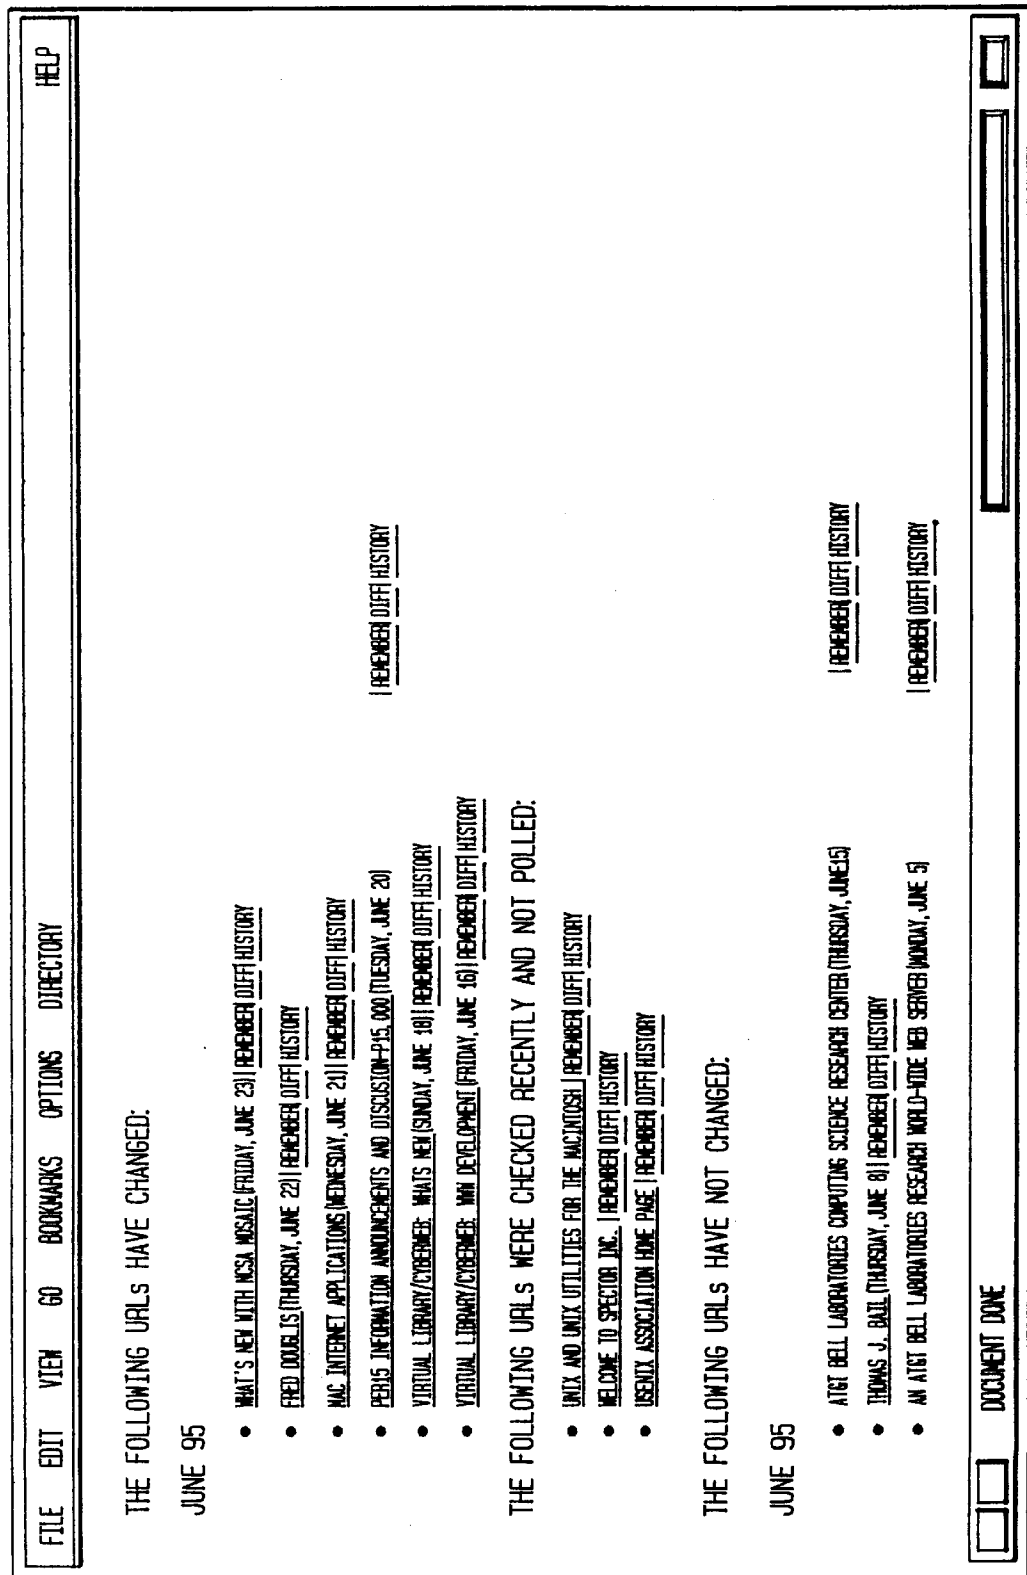 FILE EDIT VIEW GO BOOKMARKS OPTIONS DIRECTORY HELP
THE FOLLOWING URLs HAVE CHANGED:
JUNE 95
• WHAT'S NEW WITH NCSA MOSAIC (FRIDAY, JUNE 23) | REMEMBER | DIFF | HISTORY
• FRED DOUGLIS (THURSDAY, JUNE 22) | REMEMBER | DIFF | HISTORY
• MAC INTERNET APPLICATIONS (WEDNESDAY, JUNE 21) | REMEMBER | DIFF | HISTORY
• PER15 INFORMATION ANNOUNCEMENTS AND DISCUSION-P15,000 (TUESDAY, JUNE 20) | REMEMBER | DIFF | HISTORY
• VIRTUAL LIBRARY/CYBERWEB: WHATS NEW (SUNDAY, JUNE 18) | REMEMBER | DIFF | HISTORY
• VIRTUAL LIBRARY/CYBERWEB: WWW DEVELOPMENT (FRIDAY, JUNE 16) | REMEMBER | DIFF | HISTORY
THE FOLLOWING URLs WERE CHECKED RECENTLY AND NOT POLLED:
• UNIX AND UNIX UTILITIES FOR THE MACINTOSH | REMEMBER | DIFF | HISTORY
• WELCOME TO SPECTOR INC. | REMEMBER | DIFF | HISTORY
• USENIX ASSOCIATION HOME PAGE | REMEMBER | DIFF | HISTORY
THE FOLLOWING URLs HAVE NOT CHANGED:
JUNE 95
• ATGT BELL LABORATORIES COMPUTING SCIENCE RESEARCH CENTER (THURSDAY, JUNE15) | REMEMBER | DIFF | HISTORY
• THOMAS J. BAIL (THURSDAY, JUNE 8) | REMEMBER | DIFF | HISTORY
• AN ATGT BELL LABORATORIES RESEARCH WORLD-WIDE WEB SERVER (MONDAY, JUNE 5) | REMEMBER | DIFF | HISTORY
DOCUMENT DONE